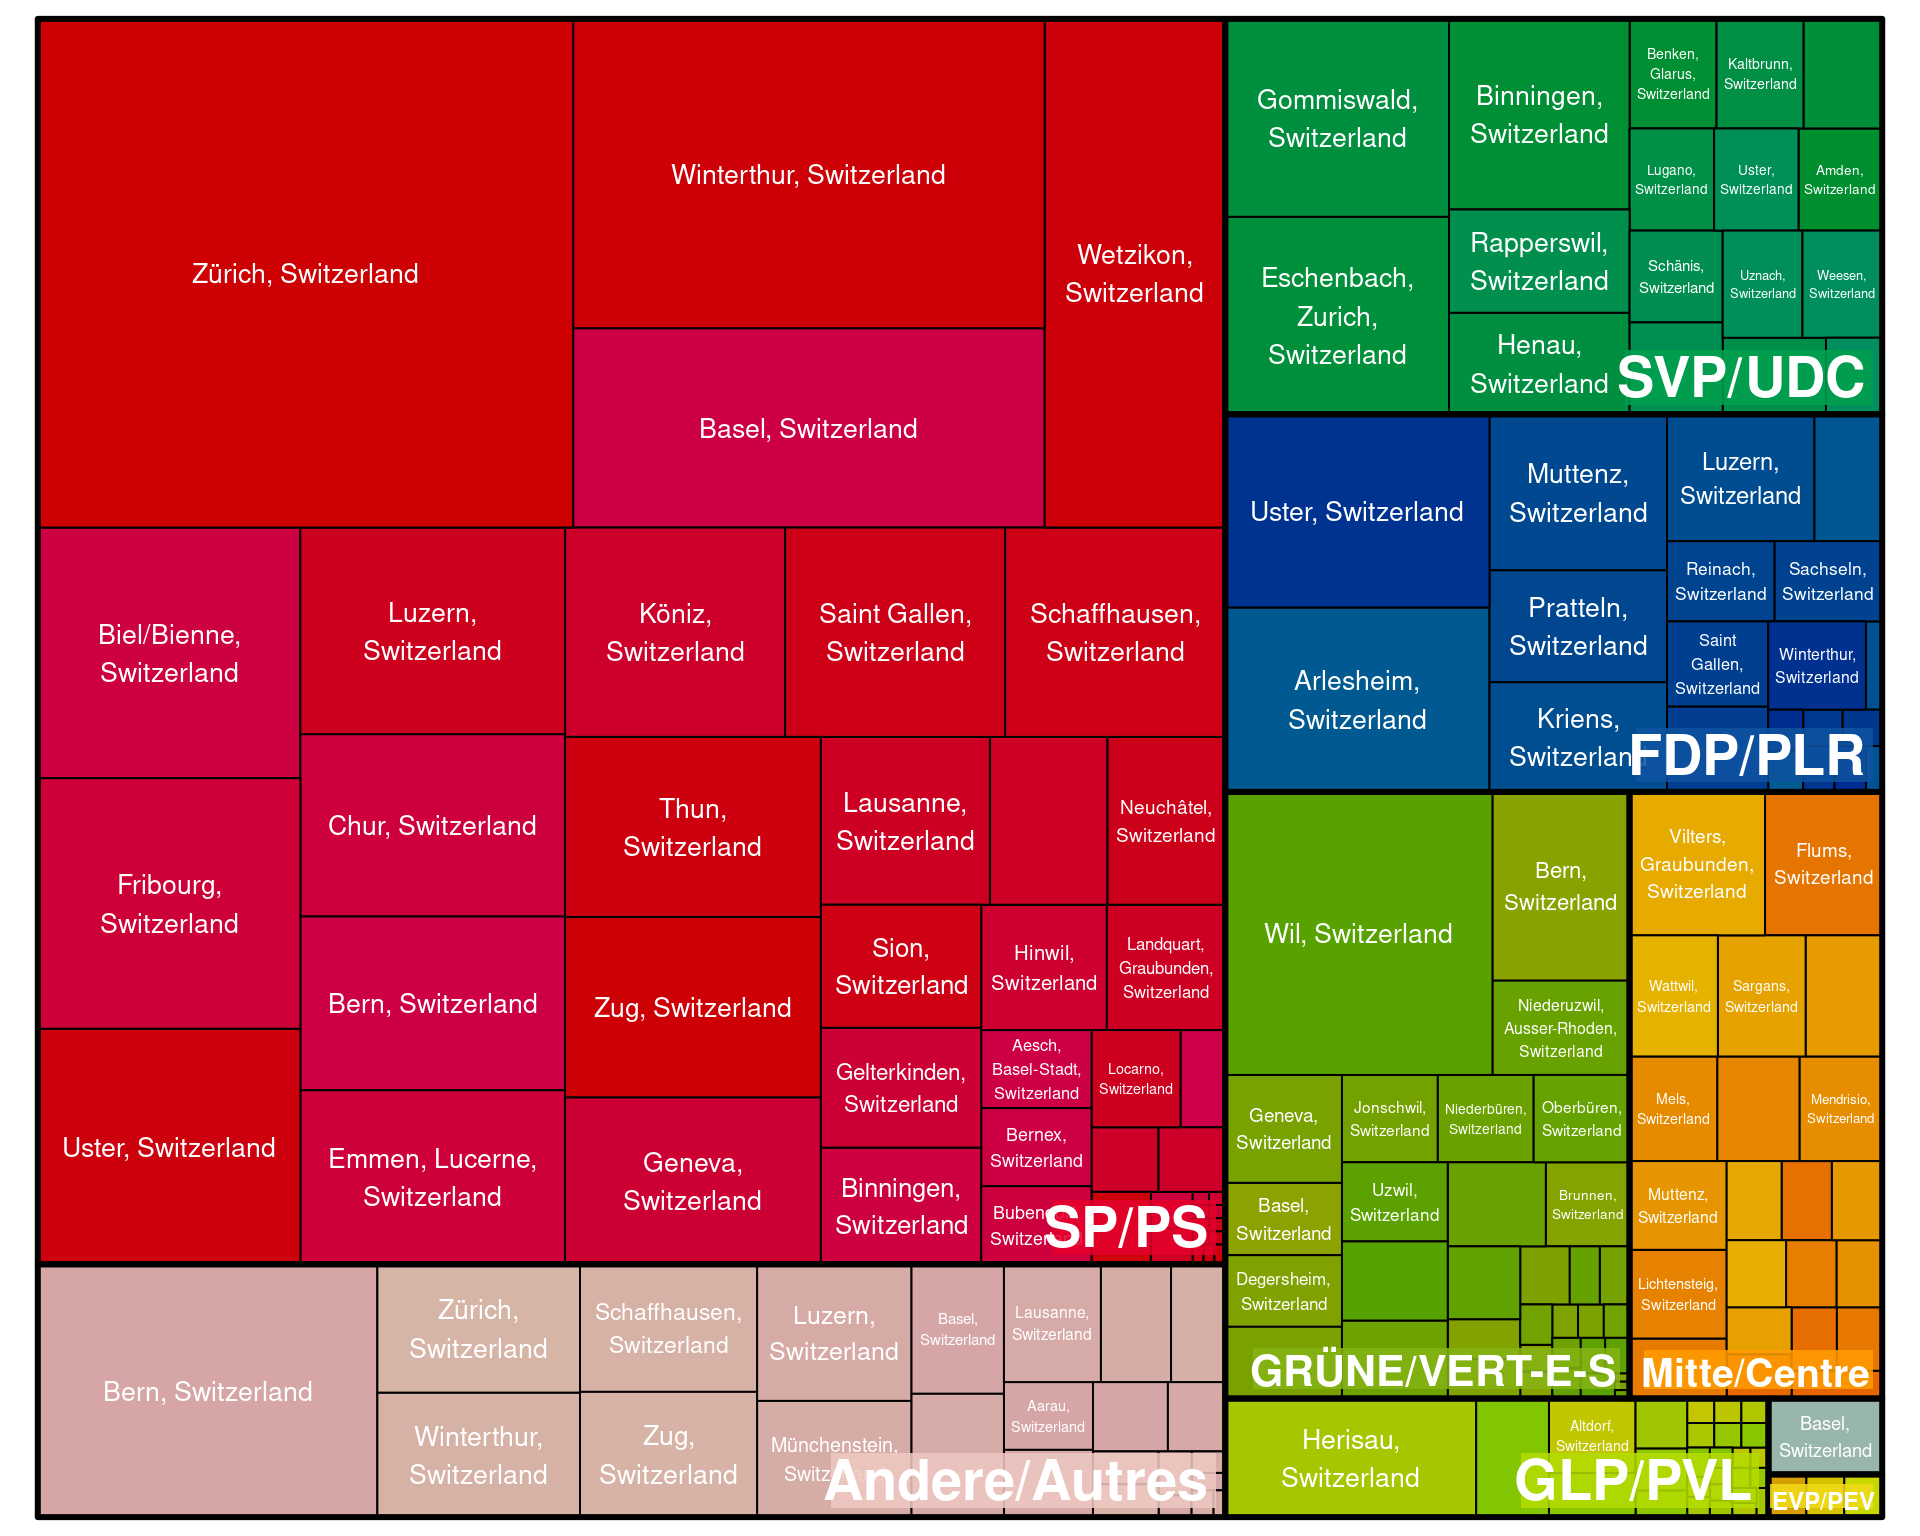 Zürich, Switzerland
Winterthur, Switzerland
Wetzikon,
Switzerland
Basel, Switzerland
Biel/Bienne,
Switzerland
Luzern,
Switzerland
Köniz,
Switzerland
Saint Gallen,
Switzerland
Schaffhausen,
Switzerland
Fribourg,
Switzerland
Chur, Switzerland
Thun,
Switzerland
Lausanne,
Switzerland
Neuchâtel,
Switzerland
Bern, Switzerland
Zug, Switzerland
Sion,
Switzerland
Hinwil,
Switzerland
Landquart,
Graubunden,
Switzerland
Uster, Switzerland
Emmen, Lucerne,
Switzerland
Geneva,
Switzerland
Gelterkinden,
Switzerland
Aesch,
Basel-Stadt,
Switzerland
Locarno,
Switzerland
Binningen,
Switzerland
Bernex,
Switzerland
SP/PS
Bern, Switzerland
Zürich,
Switzerland
Schaffhausen,
Switzerland
Luzern,
Switzerland
Basel,
Switzerland
Lausanne,
Switzerland
Winterthur,
Switzerland
Zug,
Switzerland
Münchenstein,
Aarau,
Switzerland
Andere/Autres
Gommiswald,
Switzerland
Binningen,
Switzerland
Benken,
Glarus,
Switzerland
Kaltbrunn,
Switzerland
Lugano,
Switzerland
Uster,
Switzerland
Amden,
Switzerland
Eschenbach,
Zurich,
Switzerland
Rapperswil,
Switzerland
Schänis,
Switzerland
Uznach,
Switzerland
Weesen,
Switzerland
Henau,
Switzerland
SVP/UDC
Uster, Switzerland
Muttenz,
Switzerland
Luzern,
Switzerland
Reinach,
Switzerland
Sachseln,
Switzerland
Arlesheim,
Switzerland
Pratteln,
Switzerland
Saint
Gallen,
Switzerland
Winterthur,
Switzerland
Kriens,
Switzerland
FDP/PLR
Wil, Switzerland
Bern,
Switzerland
Niederuzwil,
Ausser-Rhoden,
Switzerland
Geneva,
Switzerland
Jonschwil,
Switzerland
Niederbüren,
Switzerland
Oberbüren,
Switzerland
Basel,
Switzerland
Uzwil,
Switzerland
Brunnen,
Switzerland
Degersheim,
Switzerland
GRÜNE/VERT-E-S
Vilters,
Graubunden,
Switzerland
Flums,
Switzerland
Wattwil,
Switzerland
Sargans,
Switzerland
Mels,
Switzerland
Mendrisio,
Switzerland
Muttenz,
Switzerland
Lichtensteig,
Switzerland
Mitte/Centre
Herisau,
Switzerland
Altdorf,
Switzerland
GLP/PVL
Basel,
Switzerland
EVP/PEV